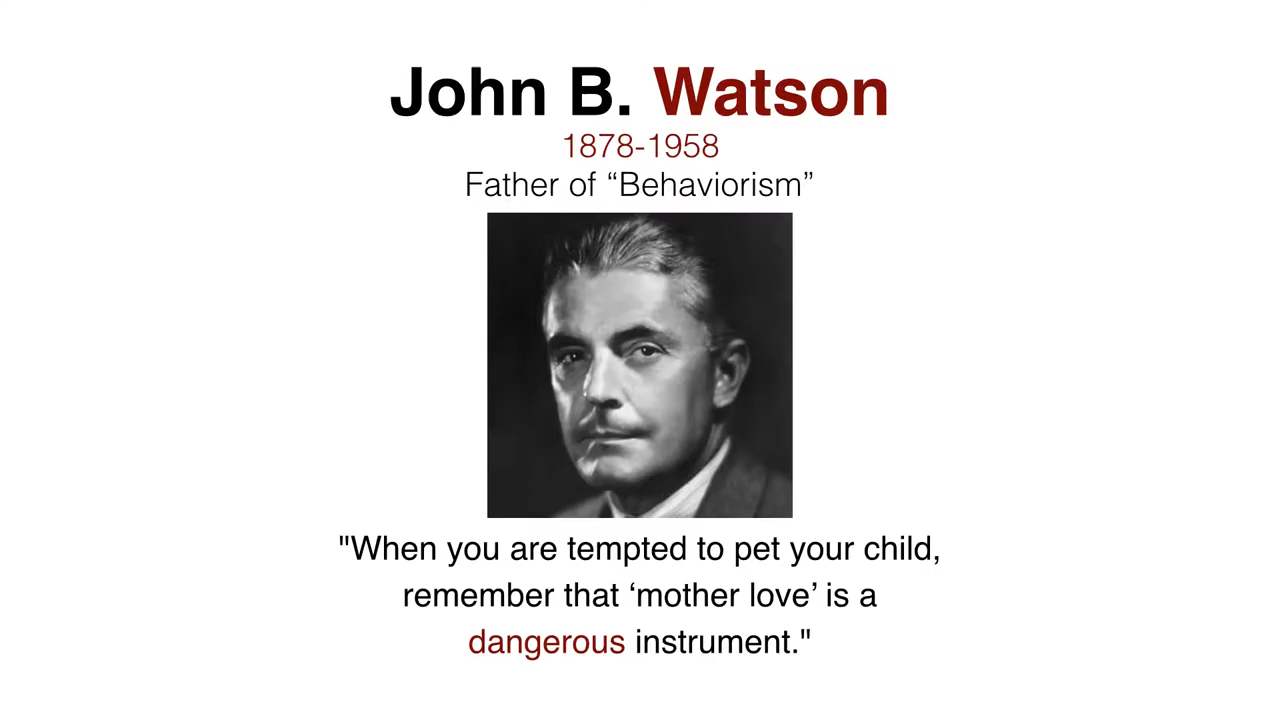 John B. Watson
1878-1958
Father of “Behaviorism”
"When you are tempted to pet your child,
remember that ‘mother love’ is a
dangerous instrument."